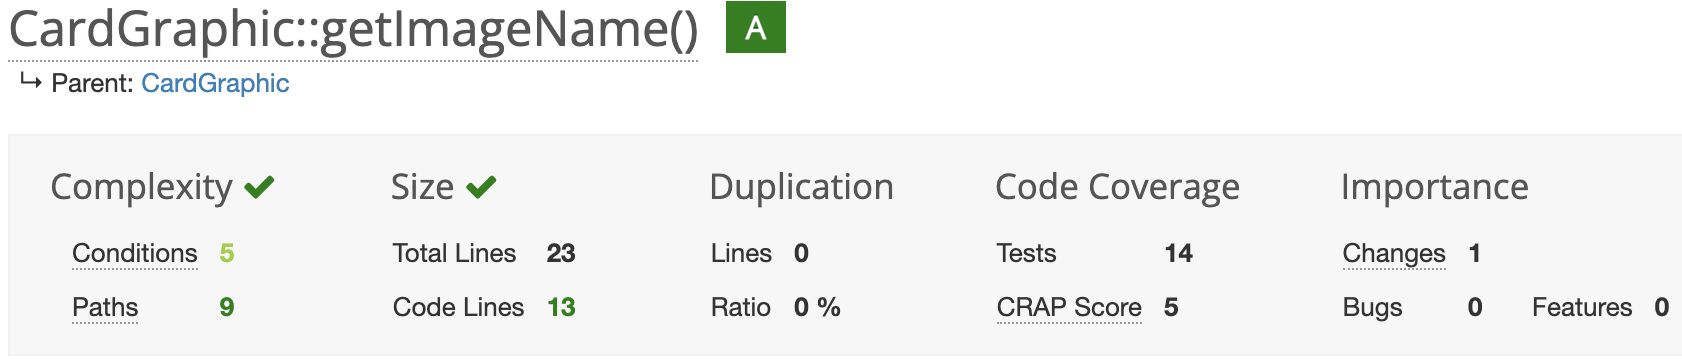 CardGraphic::getImageName() A
Parent: CardGraphic
Complexity Size Duplication Code Coverage Importance
Conditions 5 Total Lines 23 Lines 0 Tests 14 Changes 1
Paths 9 Code Lines 13 Ratio 0 % CRAP Score 5 Bugs 0 Features 0